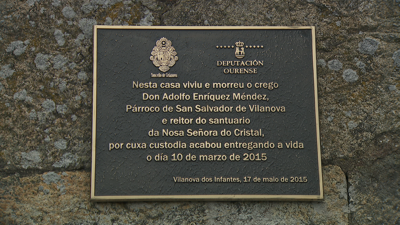 DEPUTACIÓN
OURENSE
Nesta casa viviu e morreu o crego
Don Adolfo Enríquez Méndez,
Párroco de San Salvador de Vilanova
e reitor do santuario
da Nosa Señora do Cristal,
por cuxa custodia acabou entregando a vida
o día 10 de marzo de 2015
Vilanova dos Infantes, 17 de maio de 2015